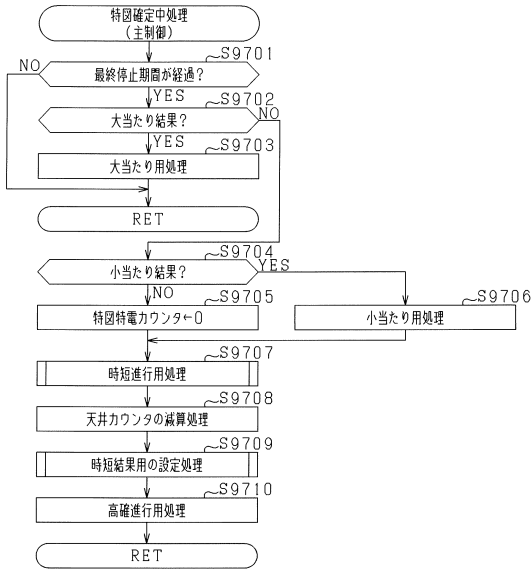 特図確定中処理
(主制御)
S9701
最終停止期間が経過?
NO
YES
S9702
大当たり結果?
NO
YES
S9703
大当たり用処理
RET
S9704
小当たり結果?
YES
NO
S9705
特図特電カウンタ←0
S9706
小当たり用処理
S9707
時短進行用処理
S9708
天井カウンタの減算処理
S9709
時短結果用の設定処理
S9710
高確進行用処理
RET